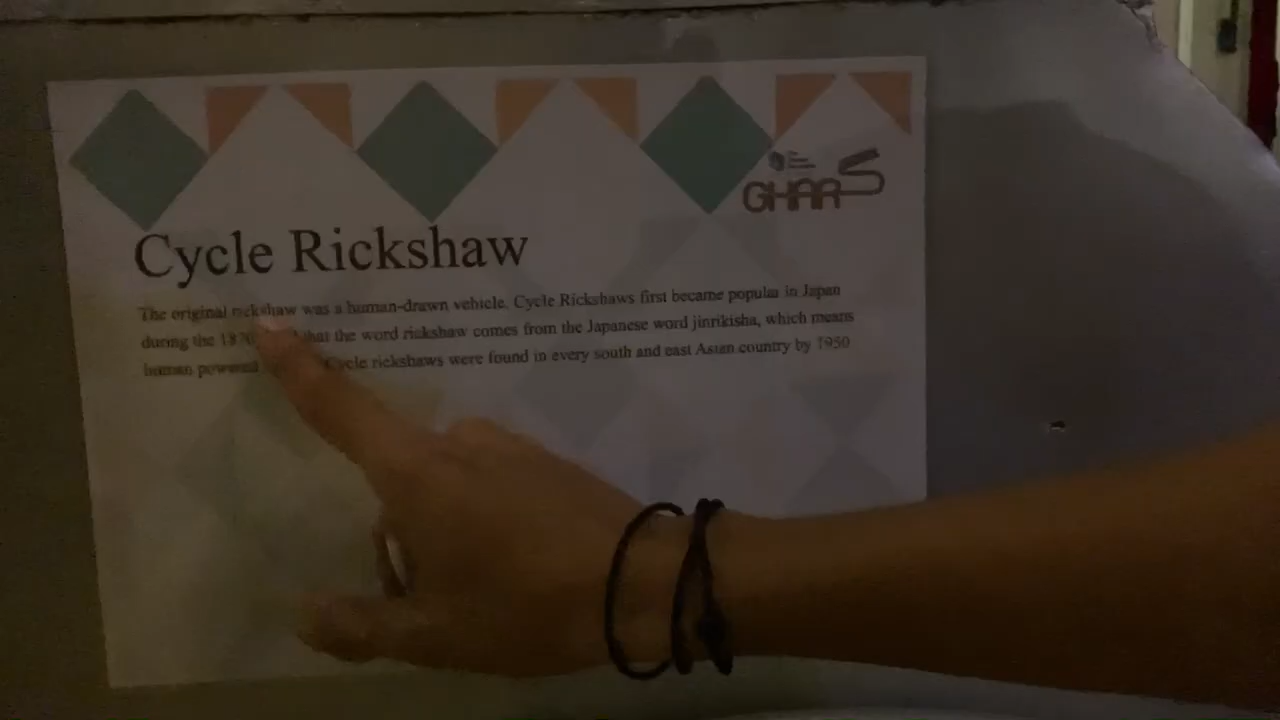 GHARS
Cycle Rickshaw
The original rickshaw was a human-drawn vehicle. Cycle Rickshaws first became popular in Japan
during the that the word rickshaw comes from the Japanese word jinrikisha, which means
human powered Cycle rickshaws were found in every south and east Asian country by 1950